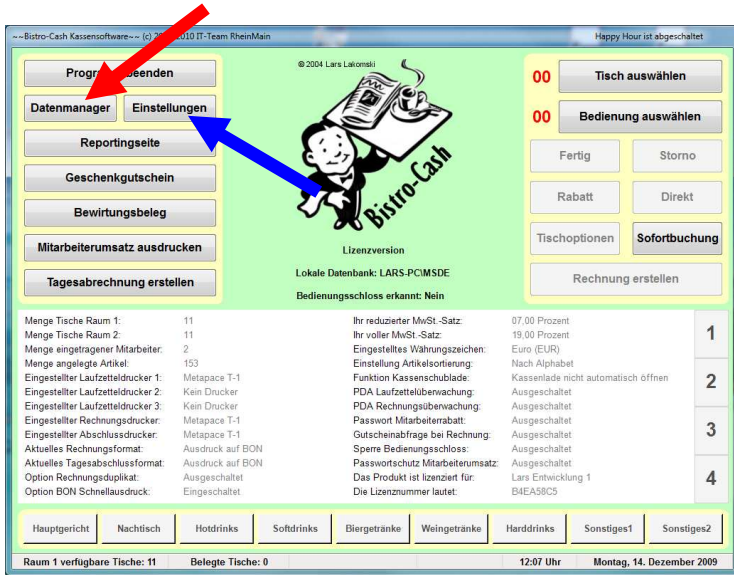 ~~Bistro-Cash Kassensoftware~~ (c) 2010 IT-Team RheinMain
Happy Hour ist abgeschaltet
Datenmanager
Einstellungen
Reportingseite
Geschenkgutschein
Bewirtungsbeleg
Mitarbeiterumsatz ausdrucken
Tagesabrechnung erstellen
© 2004 Lars Lakomski
Bistro-Cash
Lizenzversion
Lokale Datenbank: LARS-PC\MSDE
Bedienungsschloss erkannt: Nein
00 Tisch auswählen
00 Bedienung auswählen
Fertig Storno
Rabatt Direkt
Tischoptionen Sofortbuchung
Rechnung erstellen
Menge Tische Raum 1: 11 Ihr reduzierter MwSt.-Satz: 07,00 Prozent
Menge Tische Raum 2: 11 Ihr voller MwSt.-Satz: 19,00 Prozent
Menge eingetragener Mitarbeiter: 2 Eingestelltes Währungszeichen: Euro (EUR)
Menge angelegte Artikel: 153 Einstellung Artikelsortierung: Nach Alphabet
Eingestellter Laufzetteldrucker 1: Metapace T-1 Funktion Kassenschublade: Kassenlade nicht automatisch öffnen
Eingestellter Laufzetteldrucker 2: Kein Drucker PDA Laufzettelüberwachung: Ausgeschaltet
Eingestellter Laufzetteldrucker 3: Kein Drucker PDA Rechnungsüberwachung: Ausgeschaltet
Eingestellter Rechnungsdrucker: Metapace T-1 Passwort Mitarbeiterrabatt: Ausgeschaltet
Eingestellter Abschlussdrucker: Metapace T-1 Gutscheinabfrage bei Rechnung: Ausgeschaltet
Aktuelles Rechnungsformat: Ausdruck auf BON Sperre Bedienungsschloss: Ausgeschaltet
Aktuelles Tagesabschlussformat: Ausdruck auf BON Passwortschutz Mitarbeiterumsatz: Ausgeschaltet
Option Rechnungsduplikat: Ausgeschaltet Das Produkt ist lizenziert für: Lars Entwicklung 1
Option BON Schnellausdruck: Eingeschaltet Die Lizenznummer lautet: B4EA58C5
1
2
3
4
Hauptgericht Nachtisch Hotdrinks Softdrinks Biergetränke Weingetränke Harddrinks Sonstiges1 Sonstiges2
Raum 1 verfügbare Tische: 11 Belegte Tische: 0 12:07 Uhr Montag, 14. Dezember 2009